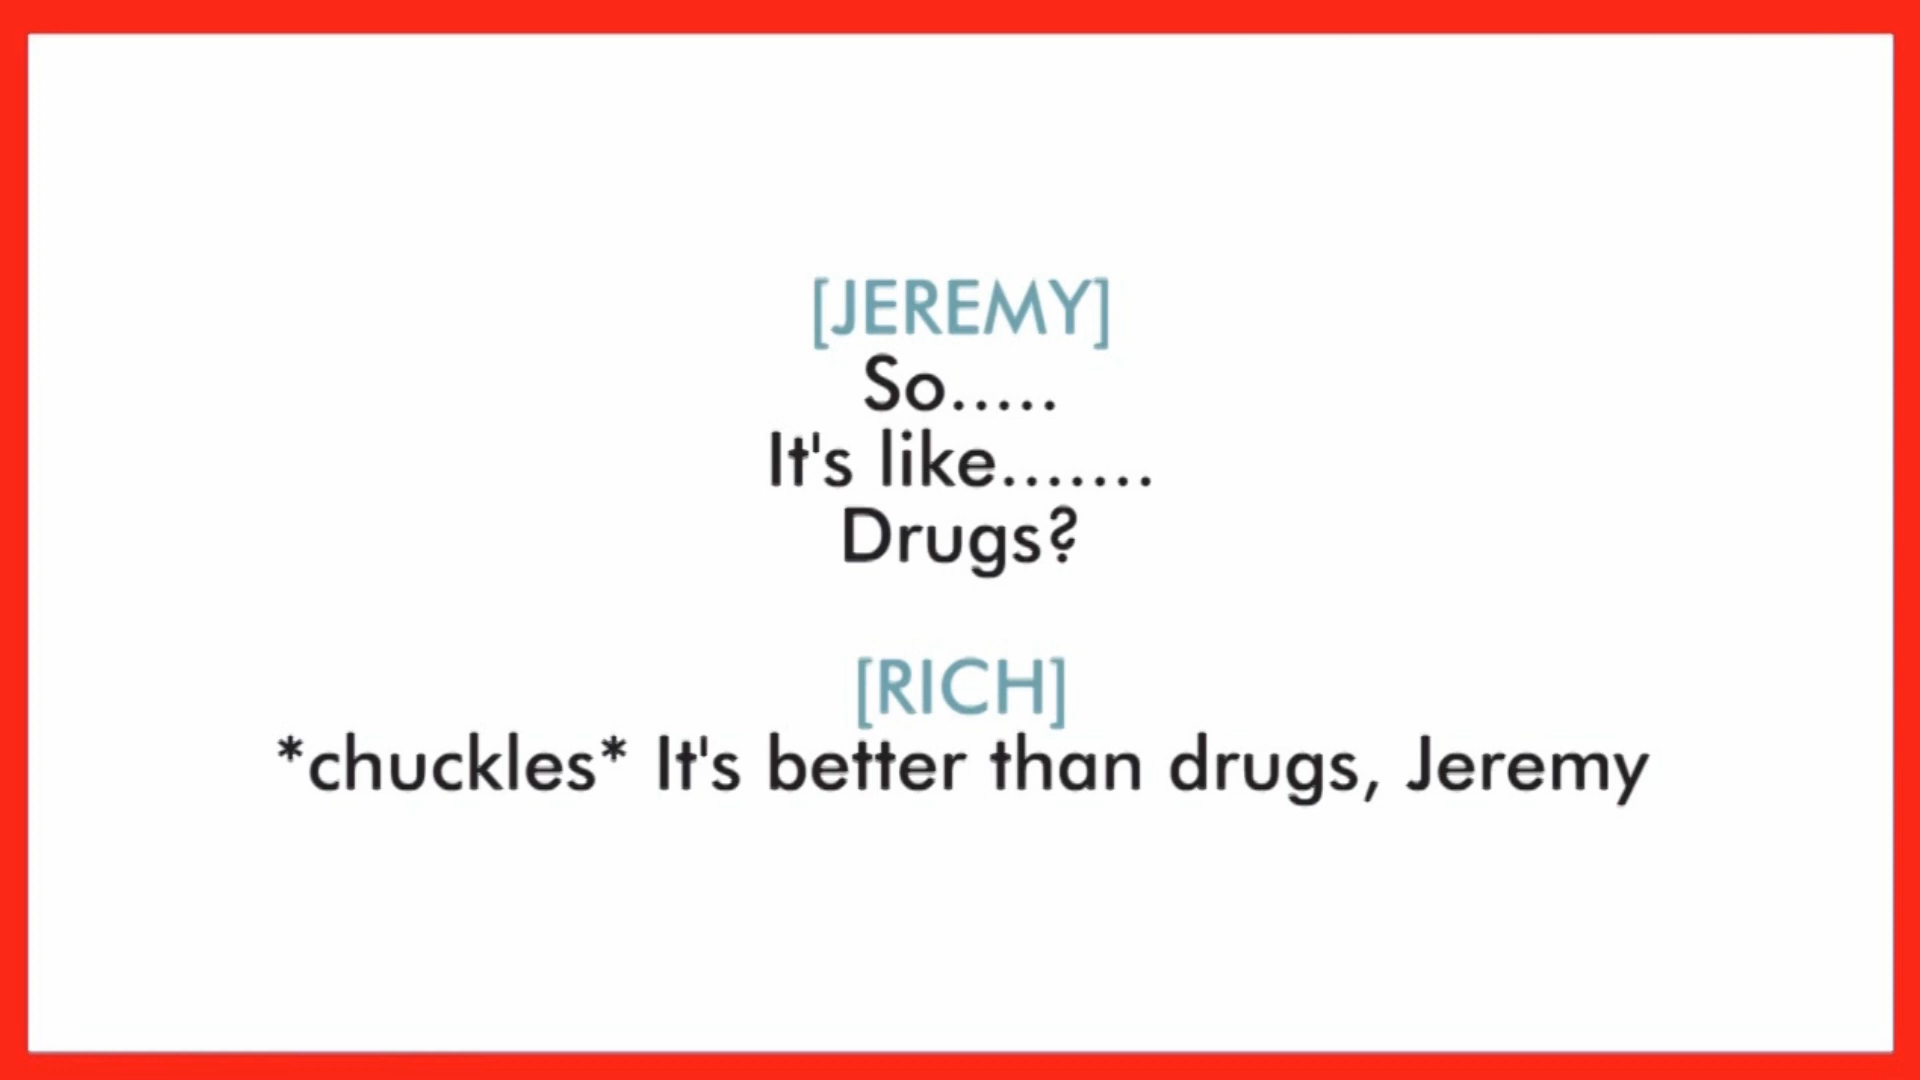 [JEREMY]
So.....
It's like.......
Drugs?
[RICH]
*chuckles* It's better than drugs, Jeremy